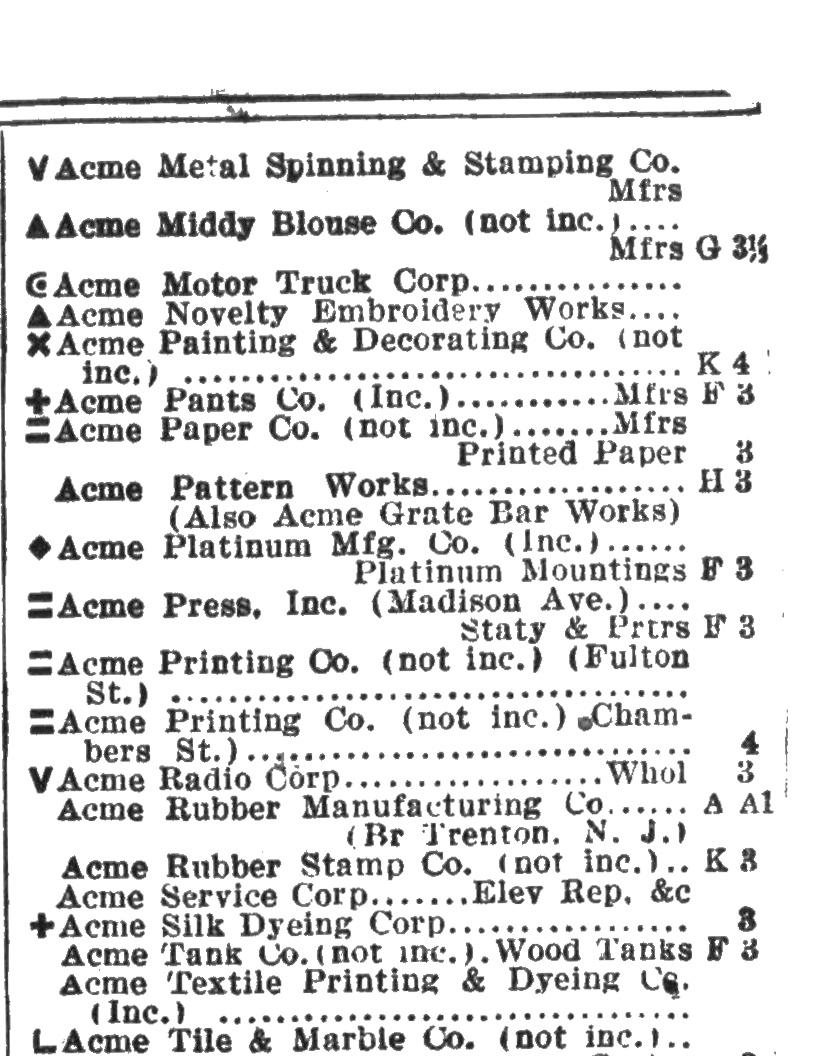 V Acme Metal Spinning & Stamping Co.
Mfrs
▲ Acme Middy Blouse Co. (not inc.)....
Mfrs G 3½
Acme Motor Truck Corp...............
▲ Acme Novelty Embroidery Works....
✕ Acme Painting & Decorating Co. (not
inc.) .................................. K 4
+ Acme Pants Co. (Inc.)...........Mfrs F 3
= Acme Paper Co. (not inc.).......Mfrs
Printed Paper 3
Acme Pattern Works.................. H 3
(Also Acme Grate Bar Works)
◆ Acme Platinum Mfg. Co. (Inc.)......
Platinum Mountings F 3
= Acme Press, Inc. (Madison Ave.)....
Staty & Prtrs F 3
= Acme Printing Co. (not inc.) (Fulton
St.) ....................................
= Acme Printing Co. (not inc.) Cham-
bers St.)............................... 4
V Acme Radio Corp..................Whol 3
Acme Rubber Manufacturing Co...... A A1
(Br Trenton, N. J.)
Acme Rubber Stamp Co. (not inc.).. K 3
Acme Service Corp.......Elev Rep, &c
+ Acme Silk Dyeing Corp................. 3
Acme Tank Co.(not inc.).Wood Tanks F 3
Acme Textile Printing & Dyeing Co.
(Inc.) .................................
L Acme Tile & Marble Co. (not inc.)..